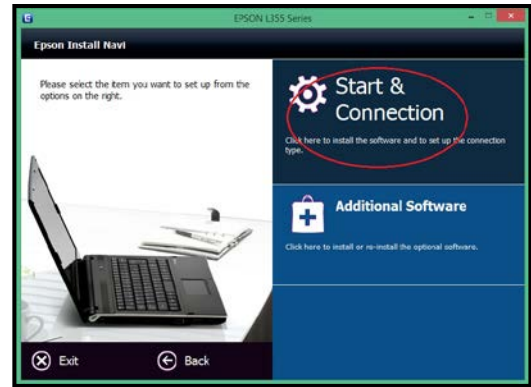 EPSON L355 Series
Epson Install Navi
Please select the item you want to set up from the
options on the right.
Start &
Connection
Click here to install the software and to set up the connection
type.
Additional Software
Click here to install or re-install the optional software.
Exit
Back